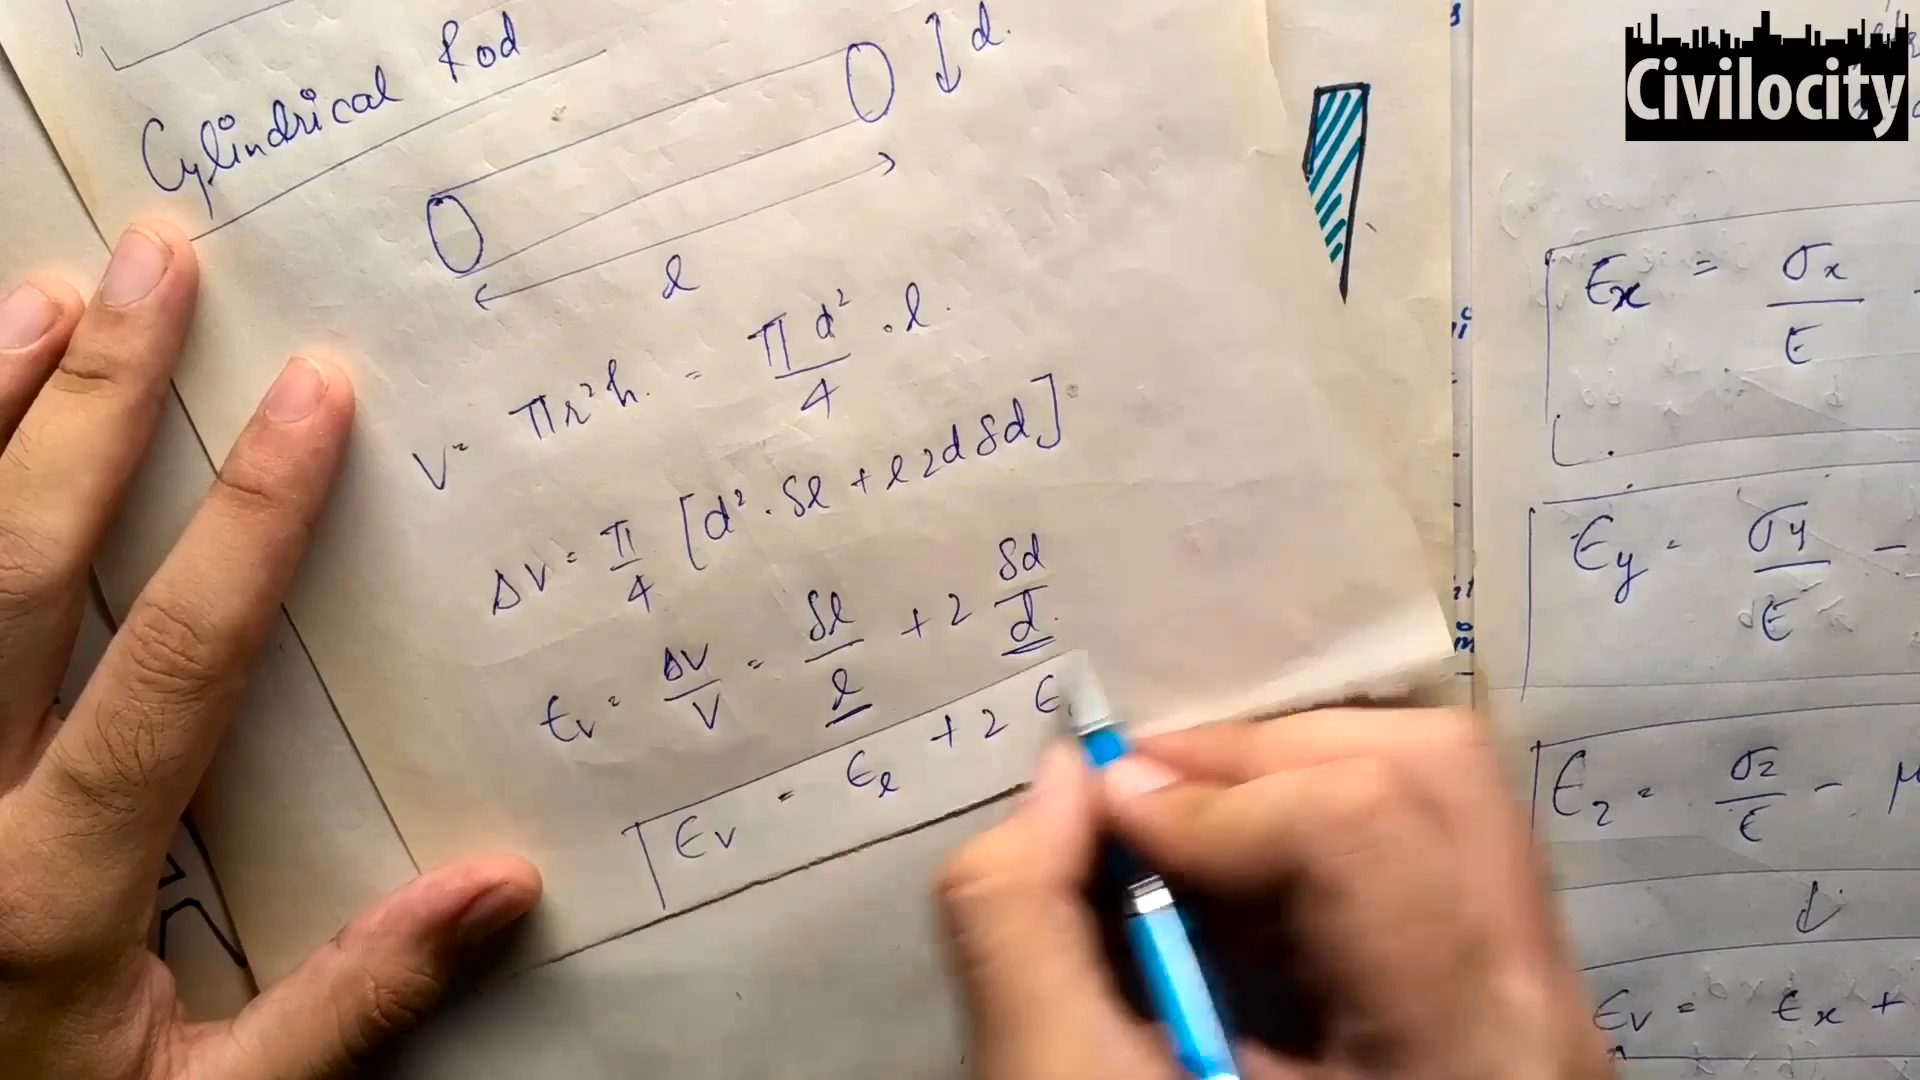 Civilocity
Cylindrical Rod
d.
l
V = πr²h. = πd²/4 . l.
ΔV = π/4 [d² . δl + l 2d δd]
εv = ΔV/V = δl/l + 2 δd/d.
εv = εl + 2 ε
εx = σx/E
εy = σy/E -
εz = σz/E - μ
↓
εv = εx +